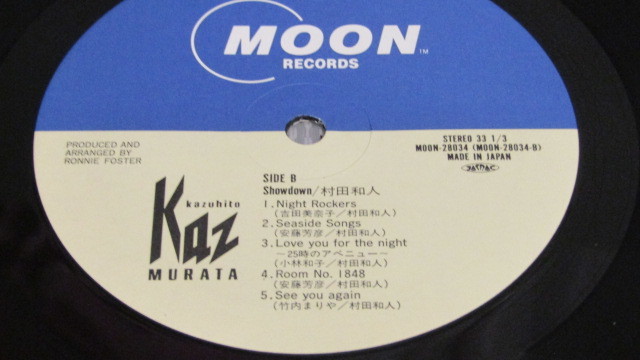 MOON TM
RECORDS
PRODUCED AND
ARRANGED BY
RONNIE FOSTER
STEREO 33 1/3
MOON-28034 (MOON-28034-B)
MADE IN JAPAN
JASRAC
kazuhito
Kaz
MURATA
SIDE B
Showdown/村田和人
1. Night Rockers
(吉田美奈子/村田和人)
2. Seaside Songs
(安藤芳彦/村田和人)
3. Love you for the night
~25時のアベニュー~
(小林和子/村田和人)
4. Room No. 1848
(安藤芳彦/村田和人)
5. See you again
(竹内まりや/村田和人)